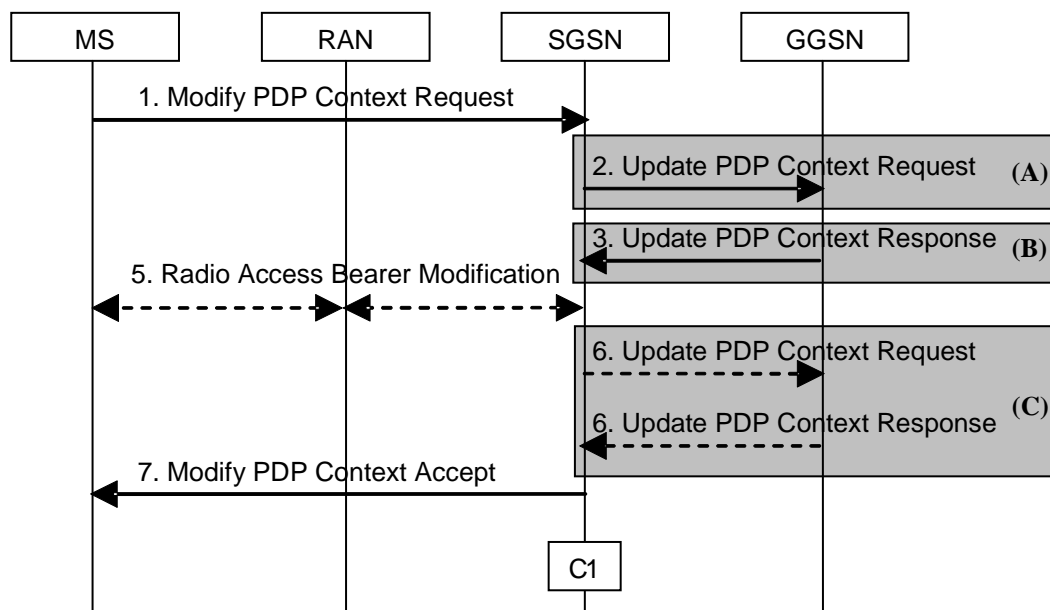 MS
RAN
SGSN
GGSN
1. Modify PDP Context Request
2. Update PDP Context Request
(A)
3. Update PDP Context Response
(B)
5. Radio Access Bearer Modification
6. Update PDP Context Request
(C)
6. Update PDP Context Response
7. Modify PDP Context Accept
C1